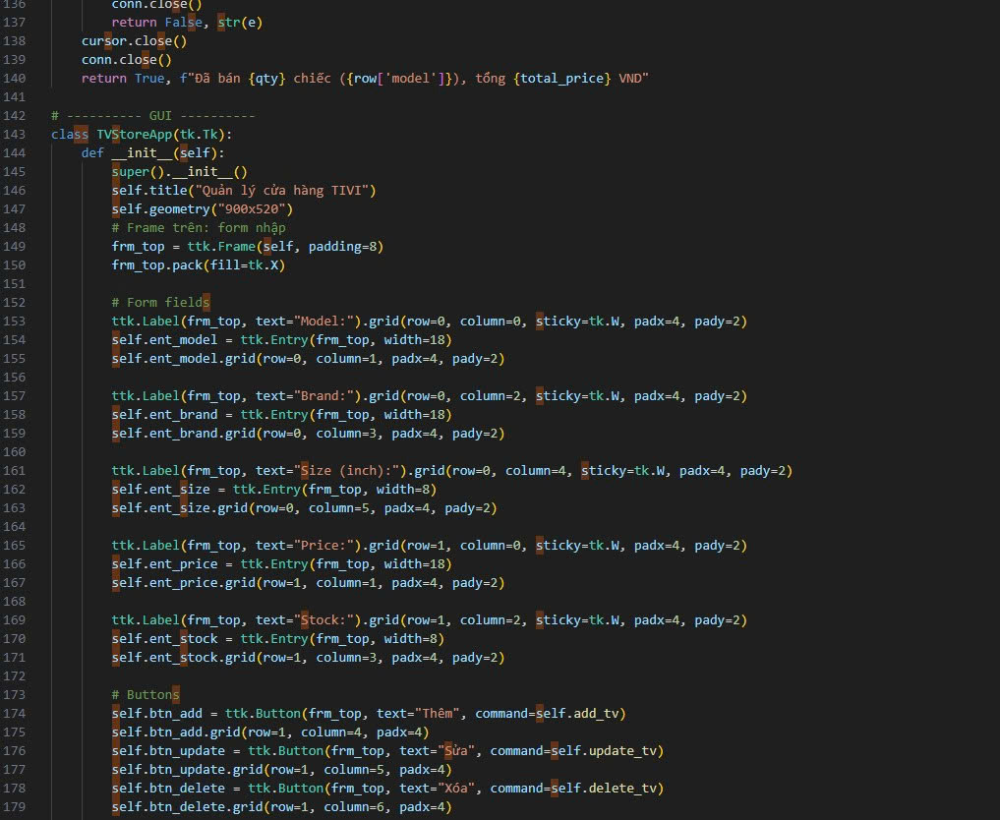 136 conn.close()
137 return False, str(e)
138 cursor.close()
139 conn.close()
140 return True, f"Đã bán {qty} chiếc ({row['model']}), tổng {total_price} VND"
141
142 # ---------- GUI ----------
143 class TVStoreApp(tk.Tk):
144 def __init__(self):
145 super().__init__()
146 self.title("Quản lý cửa hàng TIVI")
147 self.geometry("900x520")
148 # Frame trên: form nhập
149 frm_top = ttk.Frame(self, padding=8)
150 frm_top.pack(fill=tk.X)
151
152 # Form fields
153 ttk.Label(frm_top, text="Model:").grid(row=0, column=0, sticky=tk.W, padx=4, pady=2)
154 self.ent_model = ttk.Entry(frm_top, width=18)
155 self.ent_model.grid(row=0, column=1, padx=4, pady=2)
156
157 ttk.Label(frm_top, text="Brand:").grid(row=0, column=2, sticky=tk.W, padx=4, pady=2)
158 self.ent_brand = ttk.Entry(frm_top, width=18)
159 self.ent_brand.grid(row=0, column=3, padx=4, pady=2)
160
161 ttk.Label(frm_top, text="Size (inch):").grid(row=0, column=4, sticky=tk.W, padx=4, pady=2)
162 self.ent_size = ttk.Entry(frm_top, width=8)
163 self.ent_size.grid(row=0, column=5, padx=4, pady=2)
164
165 ttk.Label(frm_top, text="Price:").grid(row=1, column=0, sticky=tk.W, padx=4, pady=2)
166 self.ent_price = ttk.Entry(frm_top, width=18)
167 self.ent_price.grid(row=1, column=1, padx=4, pady=2)
168
169 ttk.Label(frm_top, text="Stock:").grid(row=1, column=2, sticky=tk.W, padx=4, pady=2)
170 self.ent_stock = ttk.Entry(frm_top, width=8)
171 self.ent_stock.grid(row=1, column=3, padx=4, pady=2)
172
173 # Buttons
174 self.btn_add = ttk.Button(frm_top, text="Thêm", command=self.add_tv)
175 self.btn_add.grid(row=1, column=4, padx=4)
176 self.btn_update = ttk.Button(frm_top, text="Sửa", command=self.update_tv)
177 self.btn_update.grid(row=1, column=5, padx=4)
178 self.btn_delete = ttk.Button(frm_top, text="Xóa", command=self.delete_tv)
179 self.btn_delete.grid(row=1, column=6, padx=4)